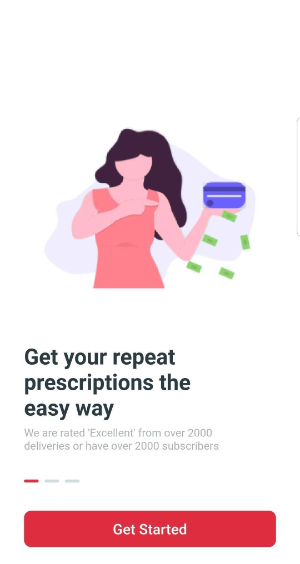 Get your repeat
prescriptions the
easy way
We are rated 'Excellent' from over 2000
deliveries or have over 2000 subscribers
Get Started